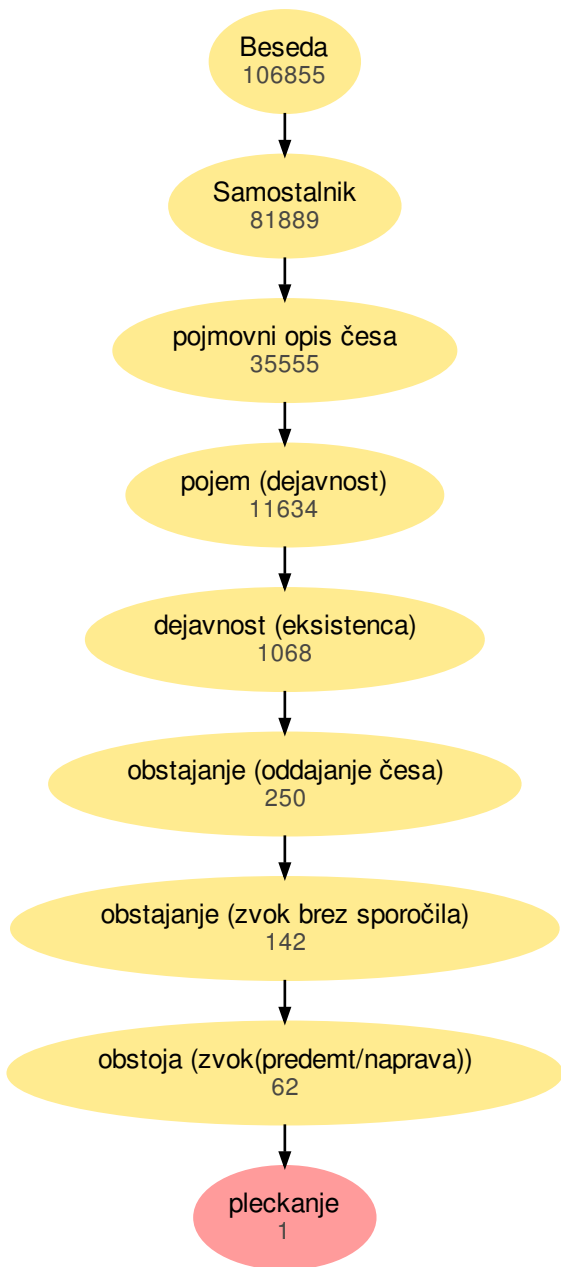 Beseda
106855
Samostalnik
81889
pojmovni opis česa
35555
pojem (dejavnost)
11634
dejavnost (eksistenca)
1068
obstajanje (oddajanje česa)
250
obstajanje (zvok brez sporočila)
142
obstoja (zvok(predemt/naprava))
62
pleckanje
1